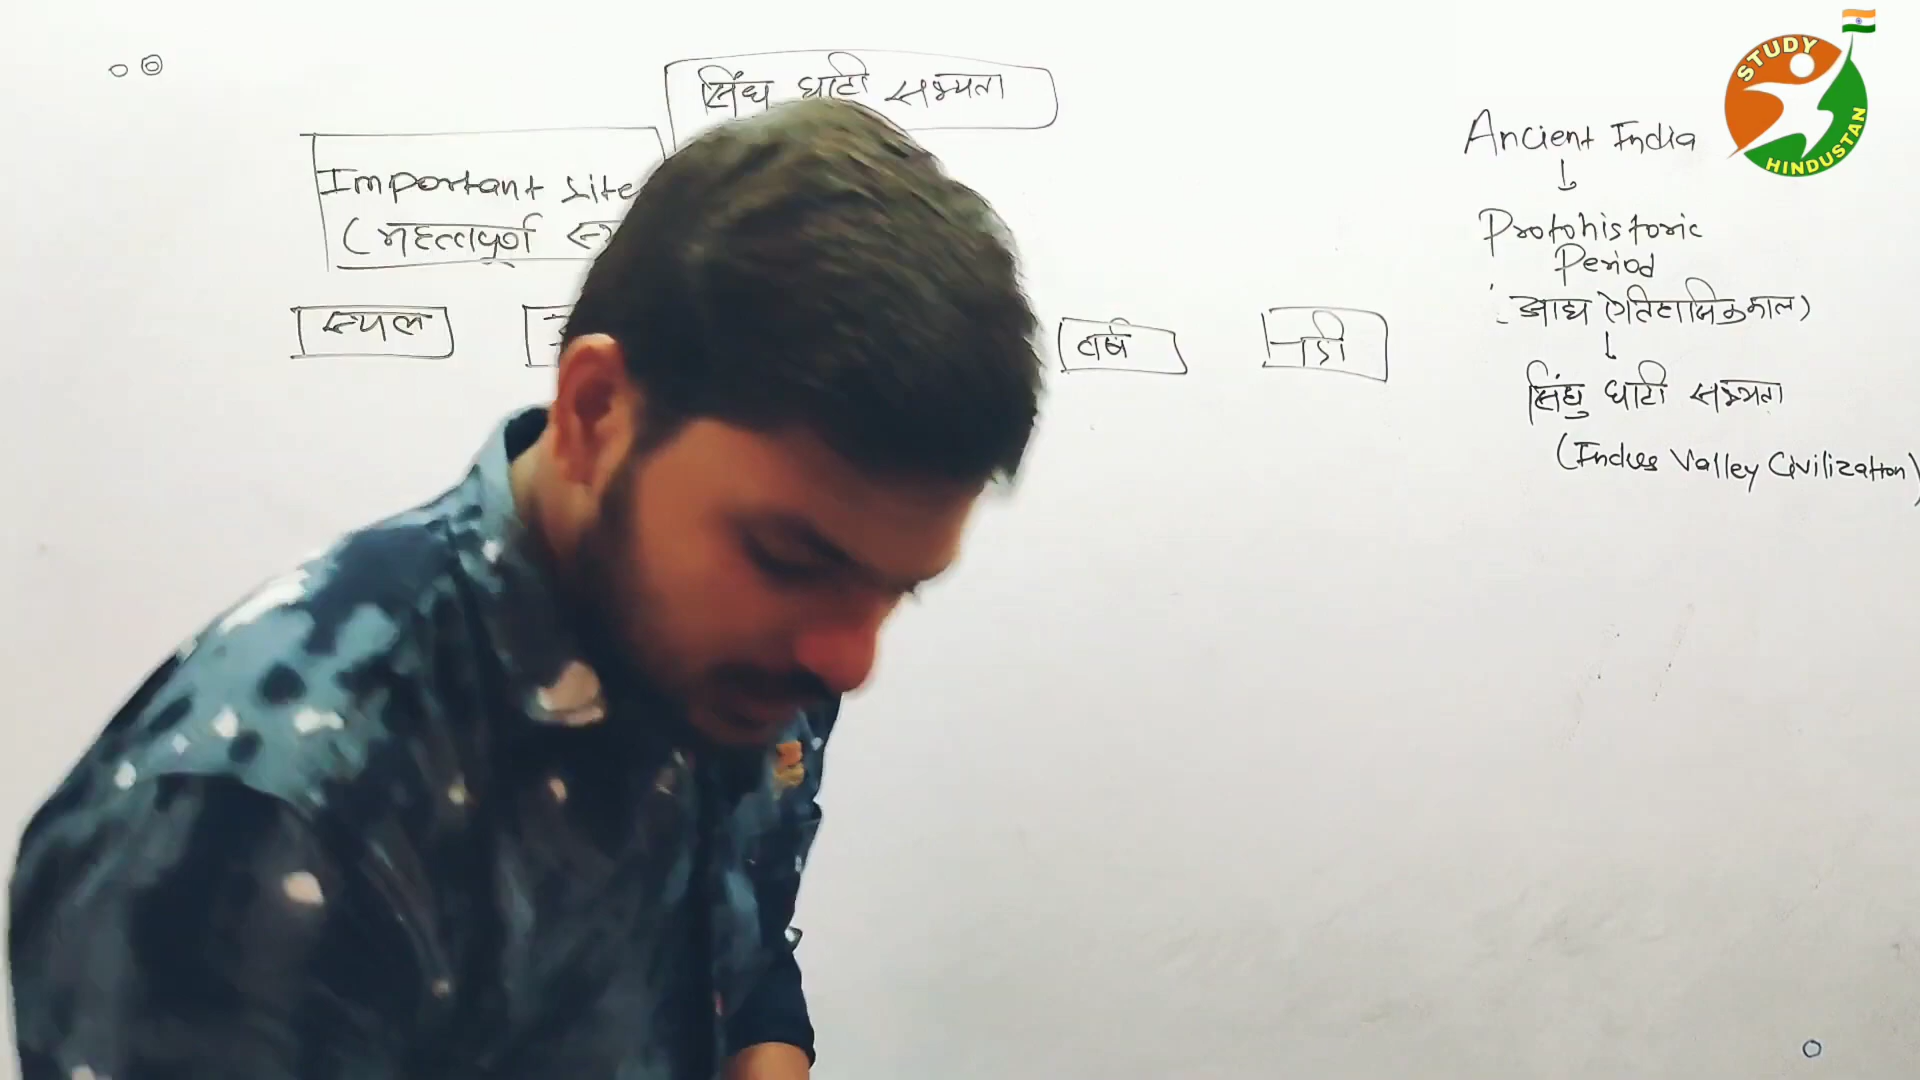 सिंध घाटी सभ्यता
Important site
(महत्वपूर्ण
स्थल
वर्ष
नदी
Ancient India
Protohistoric
Period
आद्य ऐतिहासिक काल)
सिंधु घाटी सभ्यता
(Indus Valley Civilization)
STUDY
HINDUSTAN